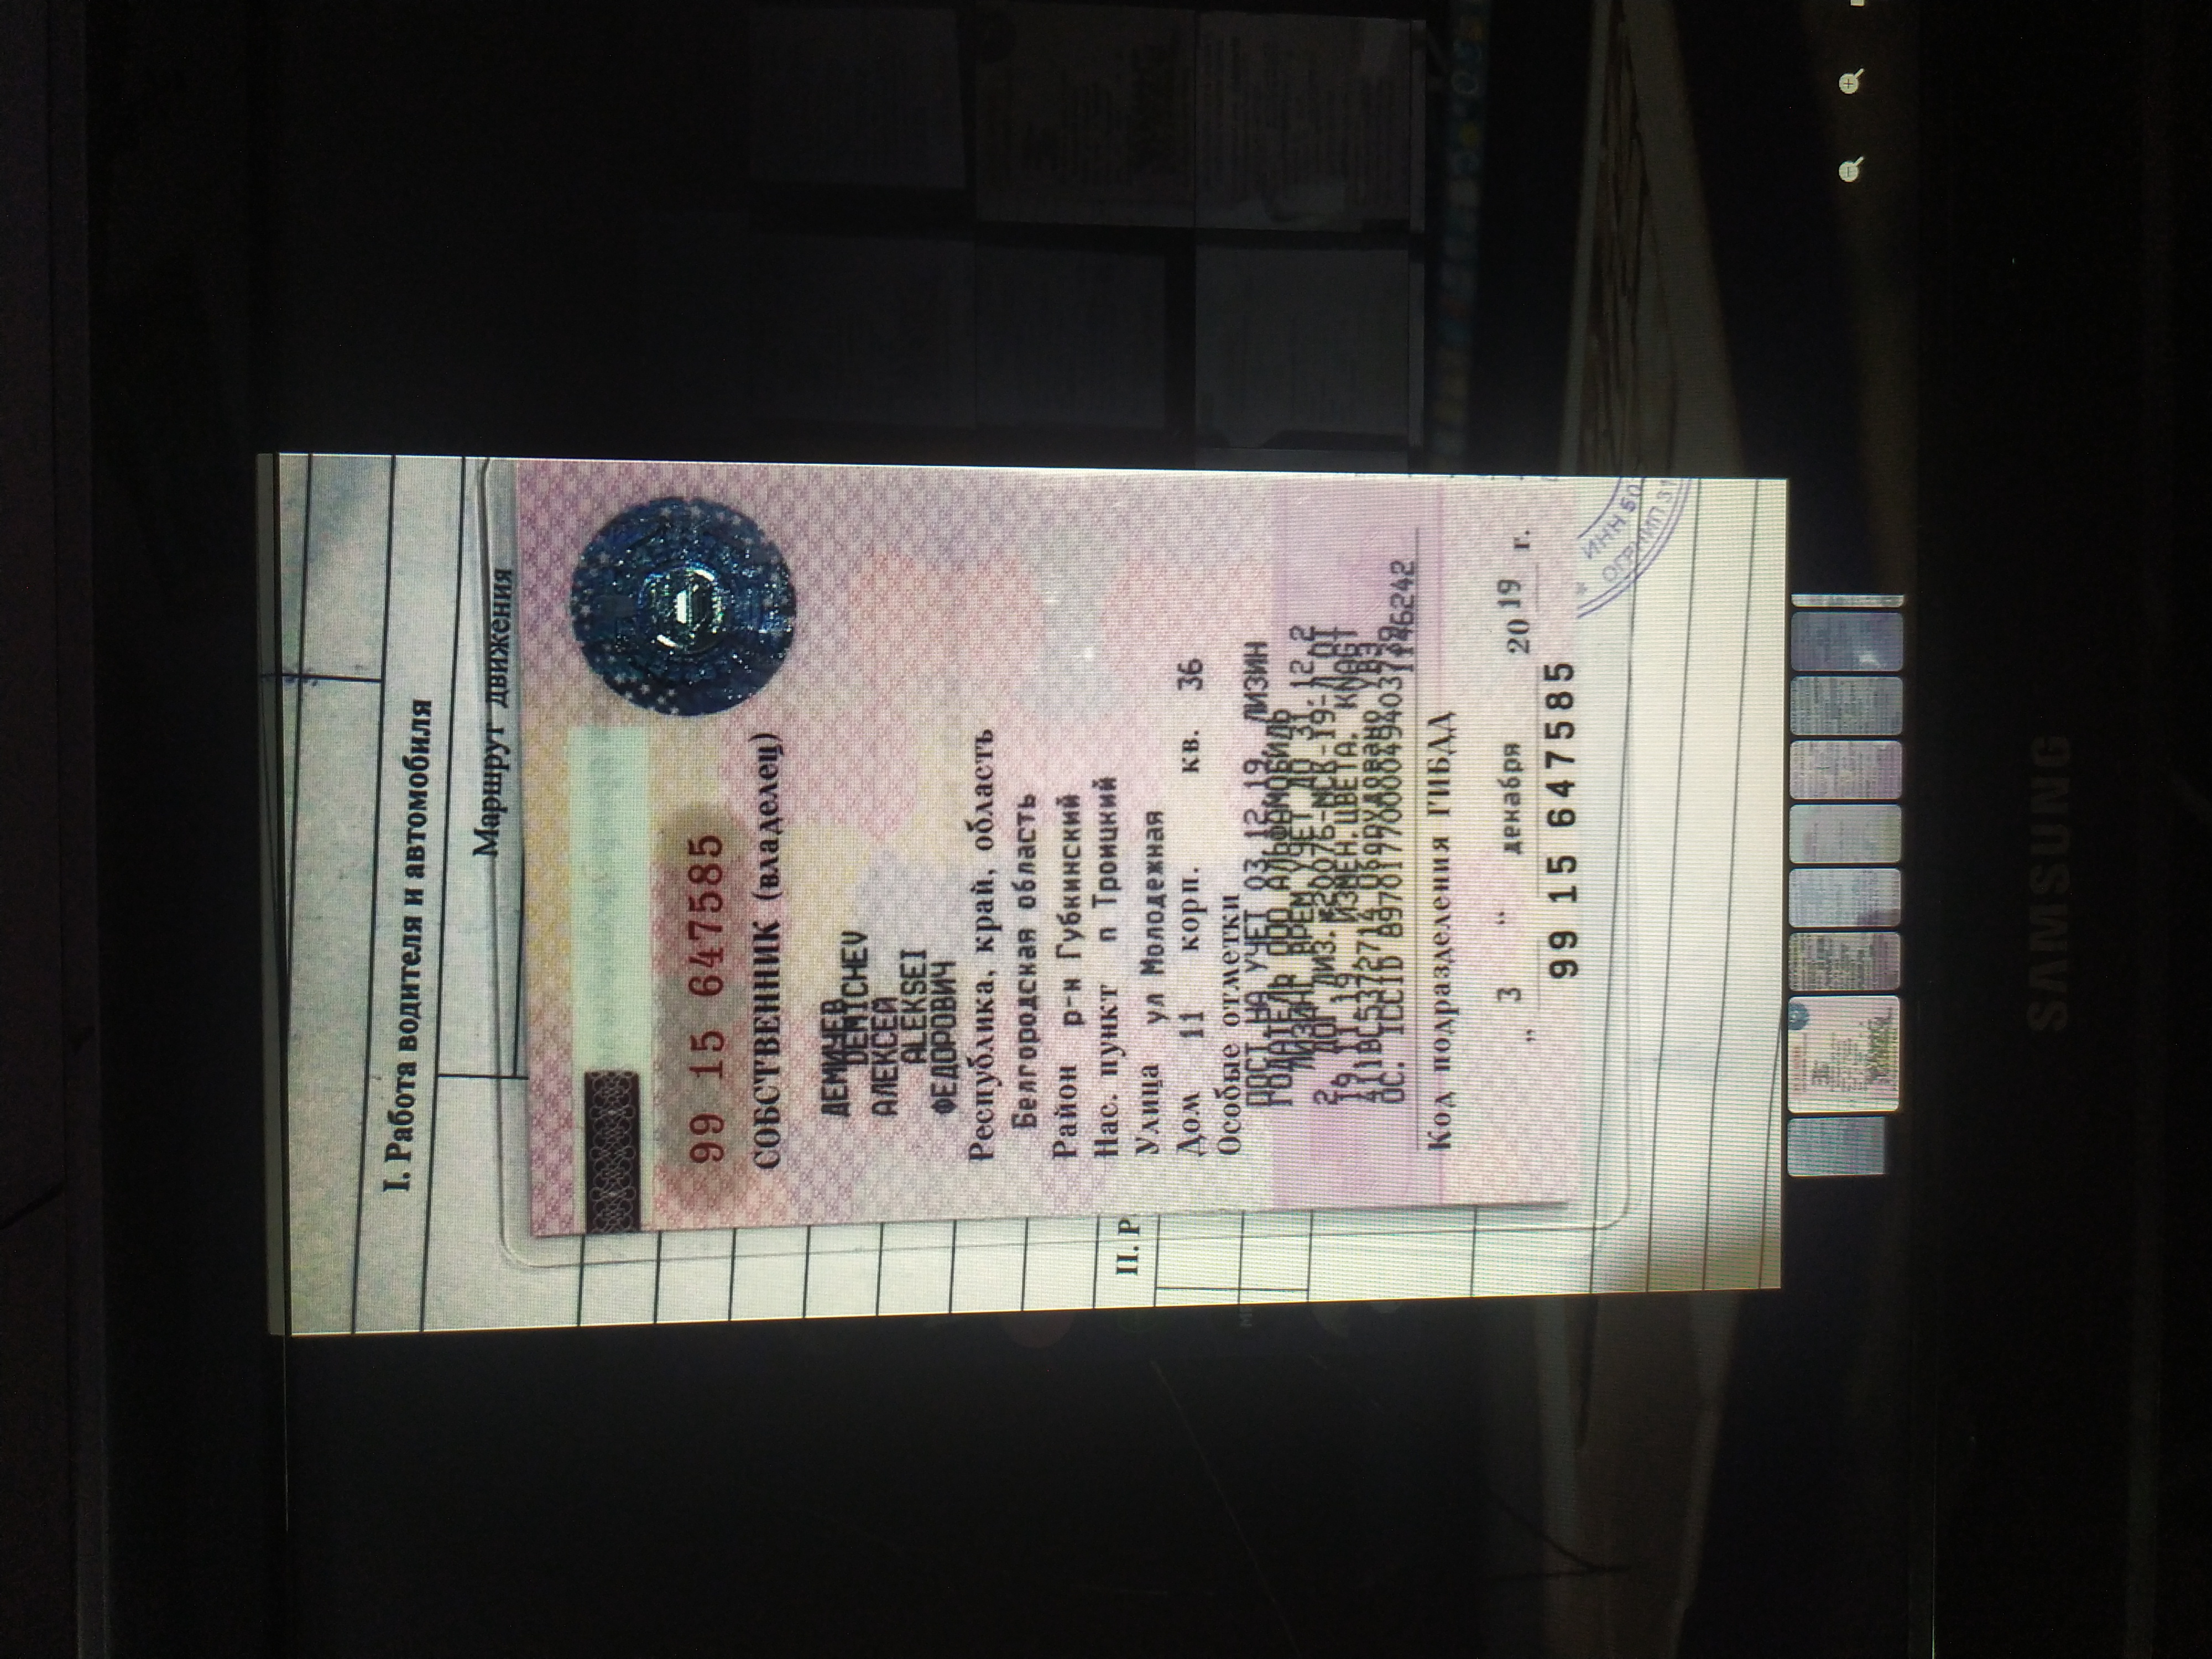 I. Работа водителя и автомобиля
Маршрут движения
99 15 647585
СОБСТВЕННИК (владелец)
ДЕМИЧЕВ
DEMICHEV
АЛЕКСЕЙ
ALEKSEI
ФЕДОРОВИЧ
Республика, край, область
Белгородская область
Район р-н Губкинский
Нас. пункт п Троицкий
II. Р
Улица ул Молодежная
Дом 11 корп. кв. 36
Особые отметки
ПОСТ.НА УЧЕТ 03.12.19. ЛИЗИН
ГОДАТЕЛЬ ООО АЛЬФАМОБИЛЬ
ЛИЗИНГ ВРЕМ.УЧЕТ ДО 31.12.2
2. ДОГ.ЛИЗ.№20076-МСК-19-Л ОТ
19.11.19. ИЗМЕН.ЦВЕТА. KNAGT
411BC5372714 Оборудовано УВЭ
ОС. ICCID
1146242
Код подразделения ГИБДД
„ 3 “ декабря 20 19 г.
99 15 647585
ИНН 50
ОГРНИП 31
SAMSUNG